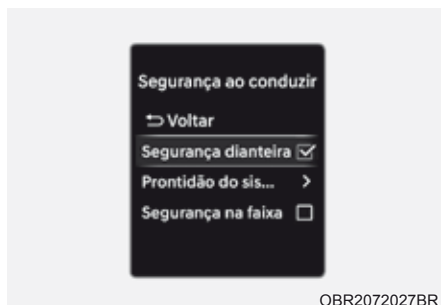 Segurança ao conduzir
Voltar
Segurança dianteira
Prontidão do sis...
Segurança na faixa
OBR2072027BR